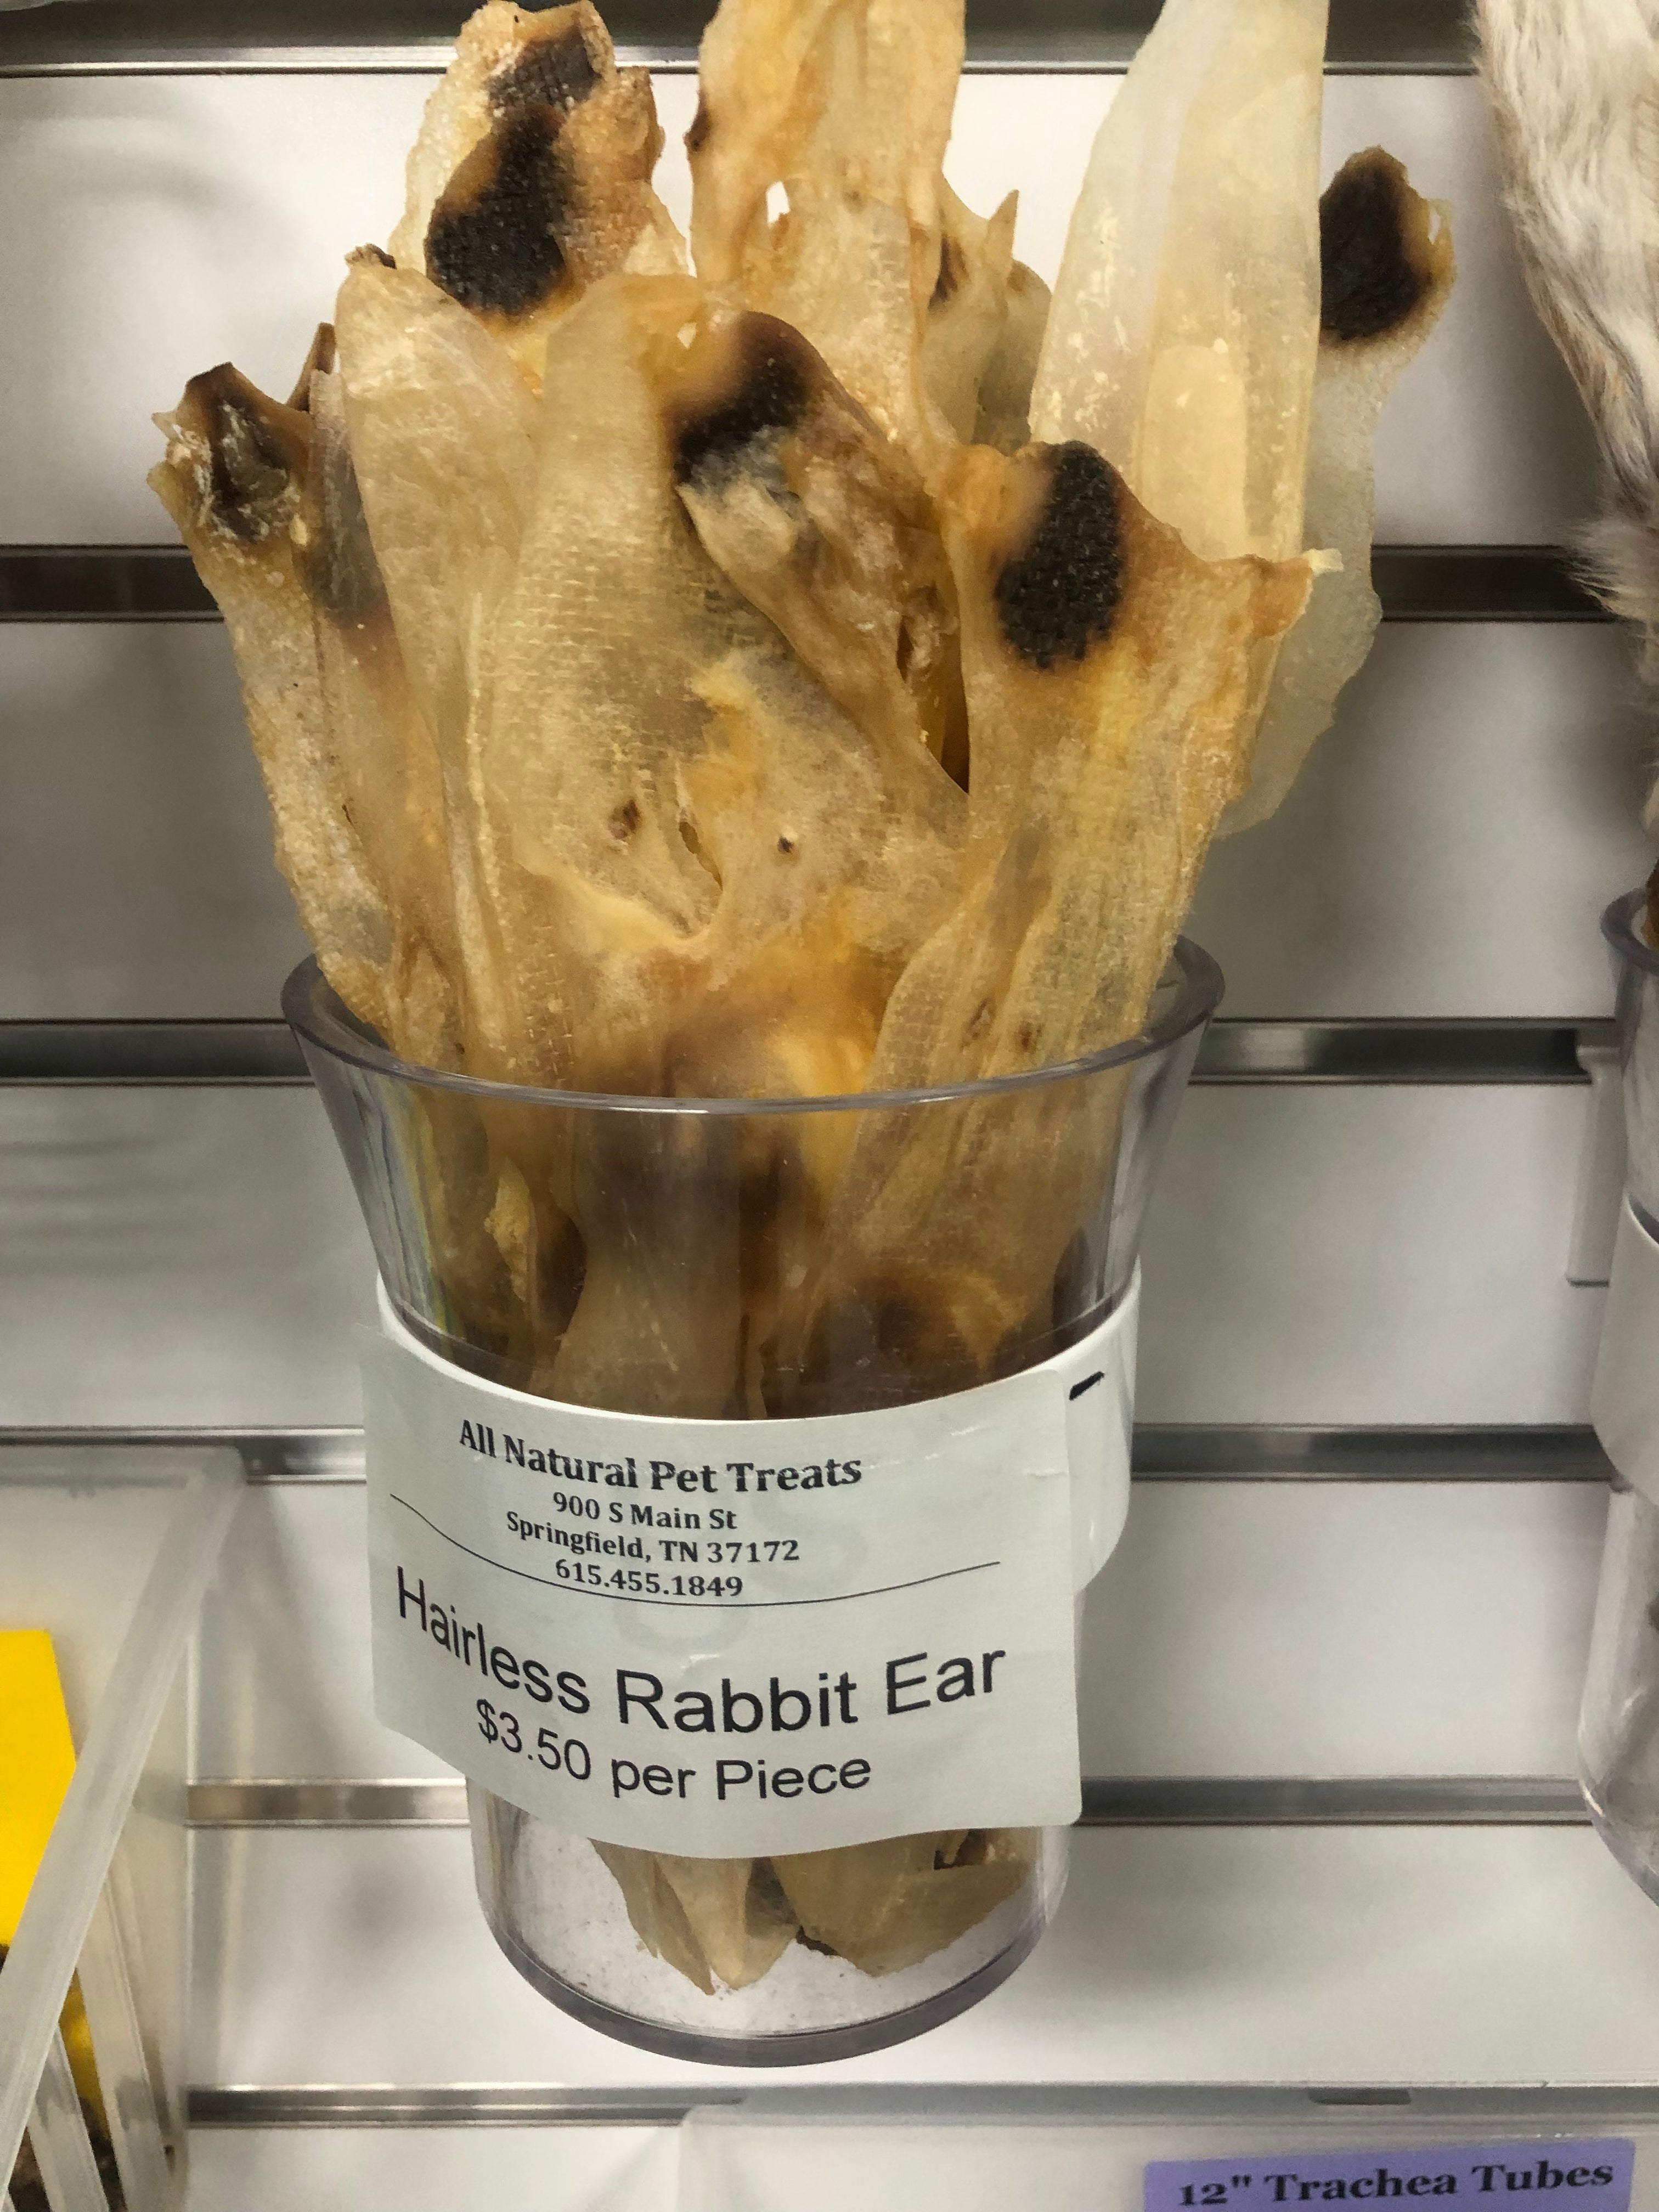 All Natural Pet Treats
900 S Main St
Springfield, TN 37172
615.455.1849
Hairless Rabbit Ear
$3.50 per Piece
12" Trachea Tubes